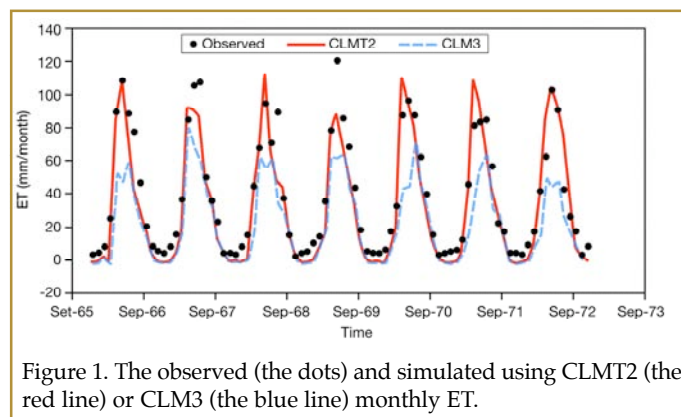 Observed CLMT2 CLM3
140
120
100
80
60
40
20
0
-20
ET (mm/month)
Set-65 Sep-66 Sep-67 Sep-68 Sep-69 Sep-70 Sep-71 Sep-72 Sep-73
Time
Figure 1. The observed (the dots) and simulated using CLMT2 (the
red line) or CLM3 (the blue line) monthly ET.